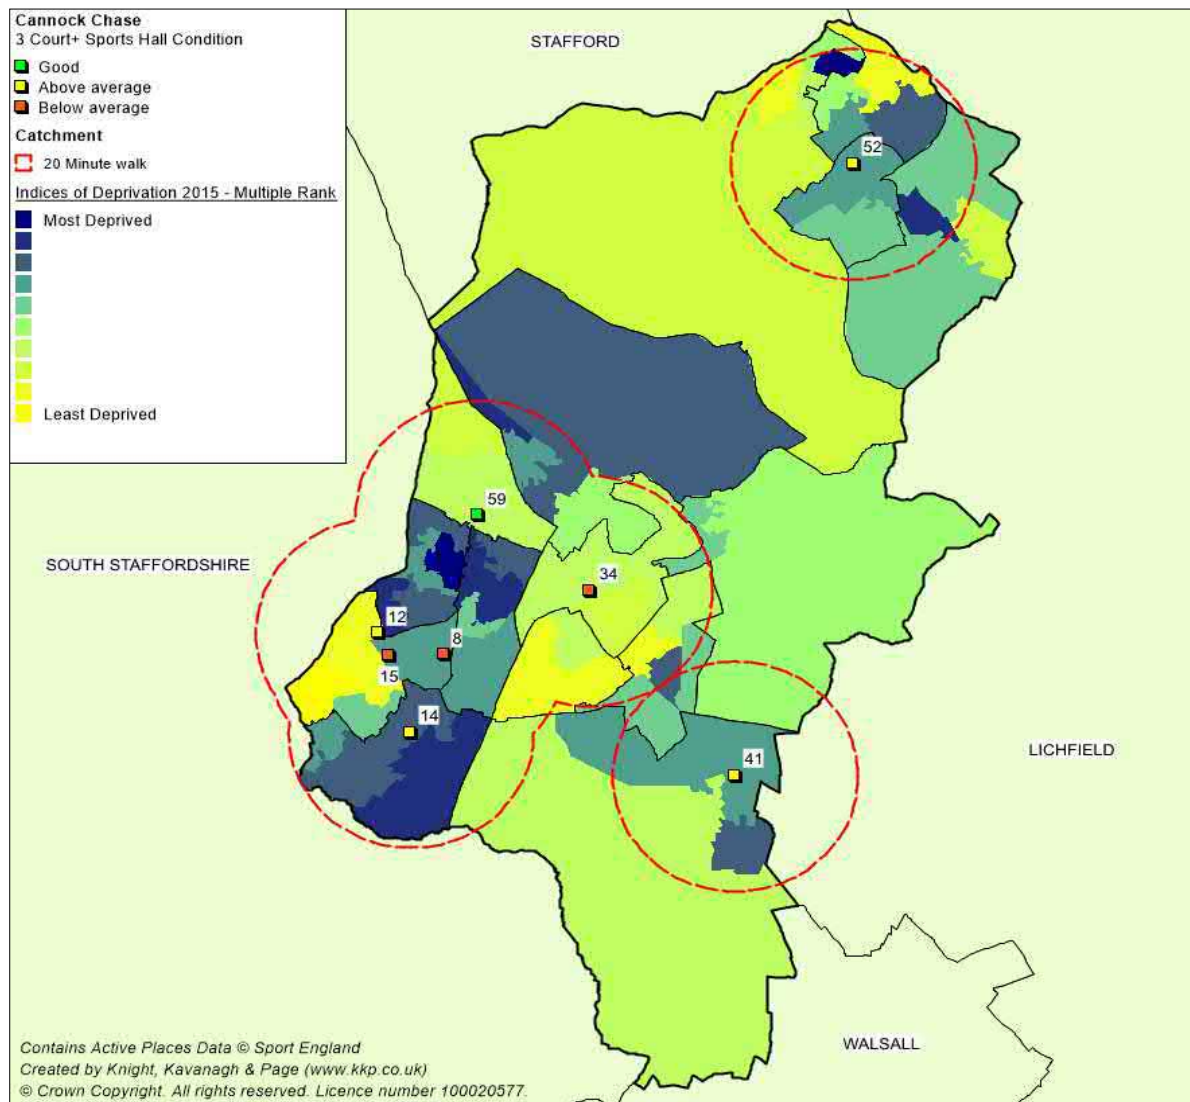 Cannock Chase
3 Court+ Sports Hall Condition
Good
Above average
Below average
Catchment
20 Minute walk
Indices of Deprivation 2015 - Multiple Rank
Most Deprived
Least Deprived
STAFFORD
52
59
SOUTH STAFFORDSHIRE
34
12
8
15
14
41
LICHFIELD
WALSALL
Contains Active Places Data © Sport England
Created by Knight, Kavanagh & Page (www.kkp.co.uk)
© Crown Copyright. All rights reserved. Licence number 100020577.